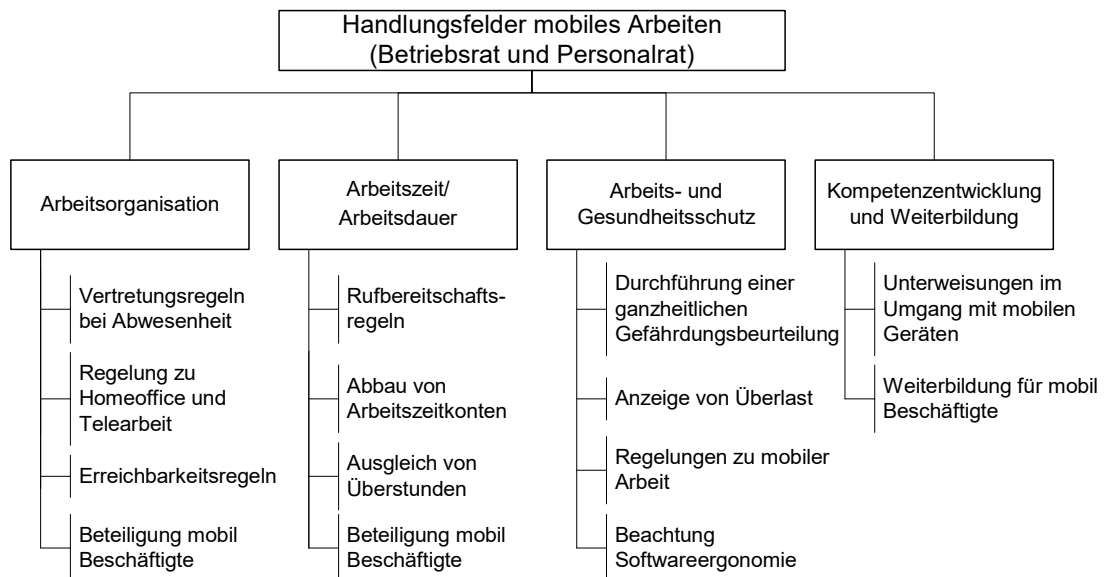 Handlungsfelder mobiles Arbeiten
(Betriebsrat und Personalrat)
Arbeitsorganisation
Vertretungsregeln
bei Abwesenheit
Regelung zu
Homeoffice und
Telearbeit
Erreichbarkeitsregeln
Beteiligung mobil
Beschäftigte
Arbeitszeit/
Arbeitsdauer
Rufbereitschafts-
regeln
Abbau von
Arbeitszeitkonten
Ausgleich von
Überstunden
Beteiligung mobil
Beschäftigte
Arbeits- und
Gesundheitsschutz
Durchführung einer
ganzheitlichen
Gefährdungsbeurteilung
Anzeige von Überlast
Regelungen zu mobiler
Arbeit
Beachtung
Softwareergonomie
Kompetenzentwicklung
und Weiterbildung
Unterweisungen im
Umgang mit mobilen
Geräten
Weiterbildung für mobil
Beschäftigte